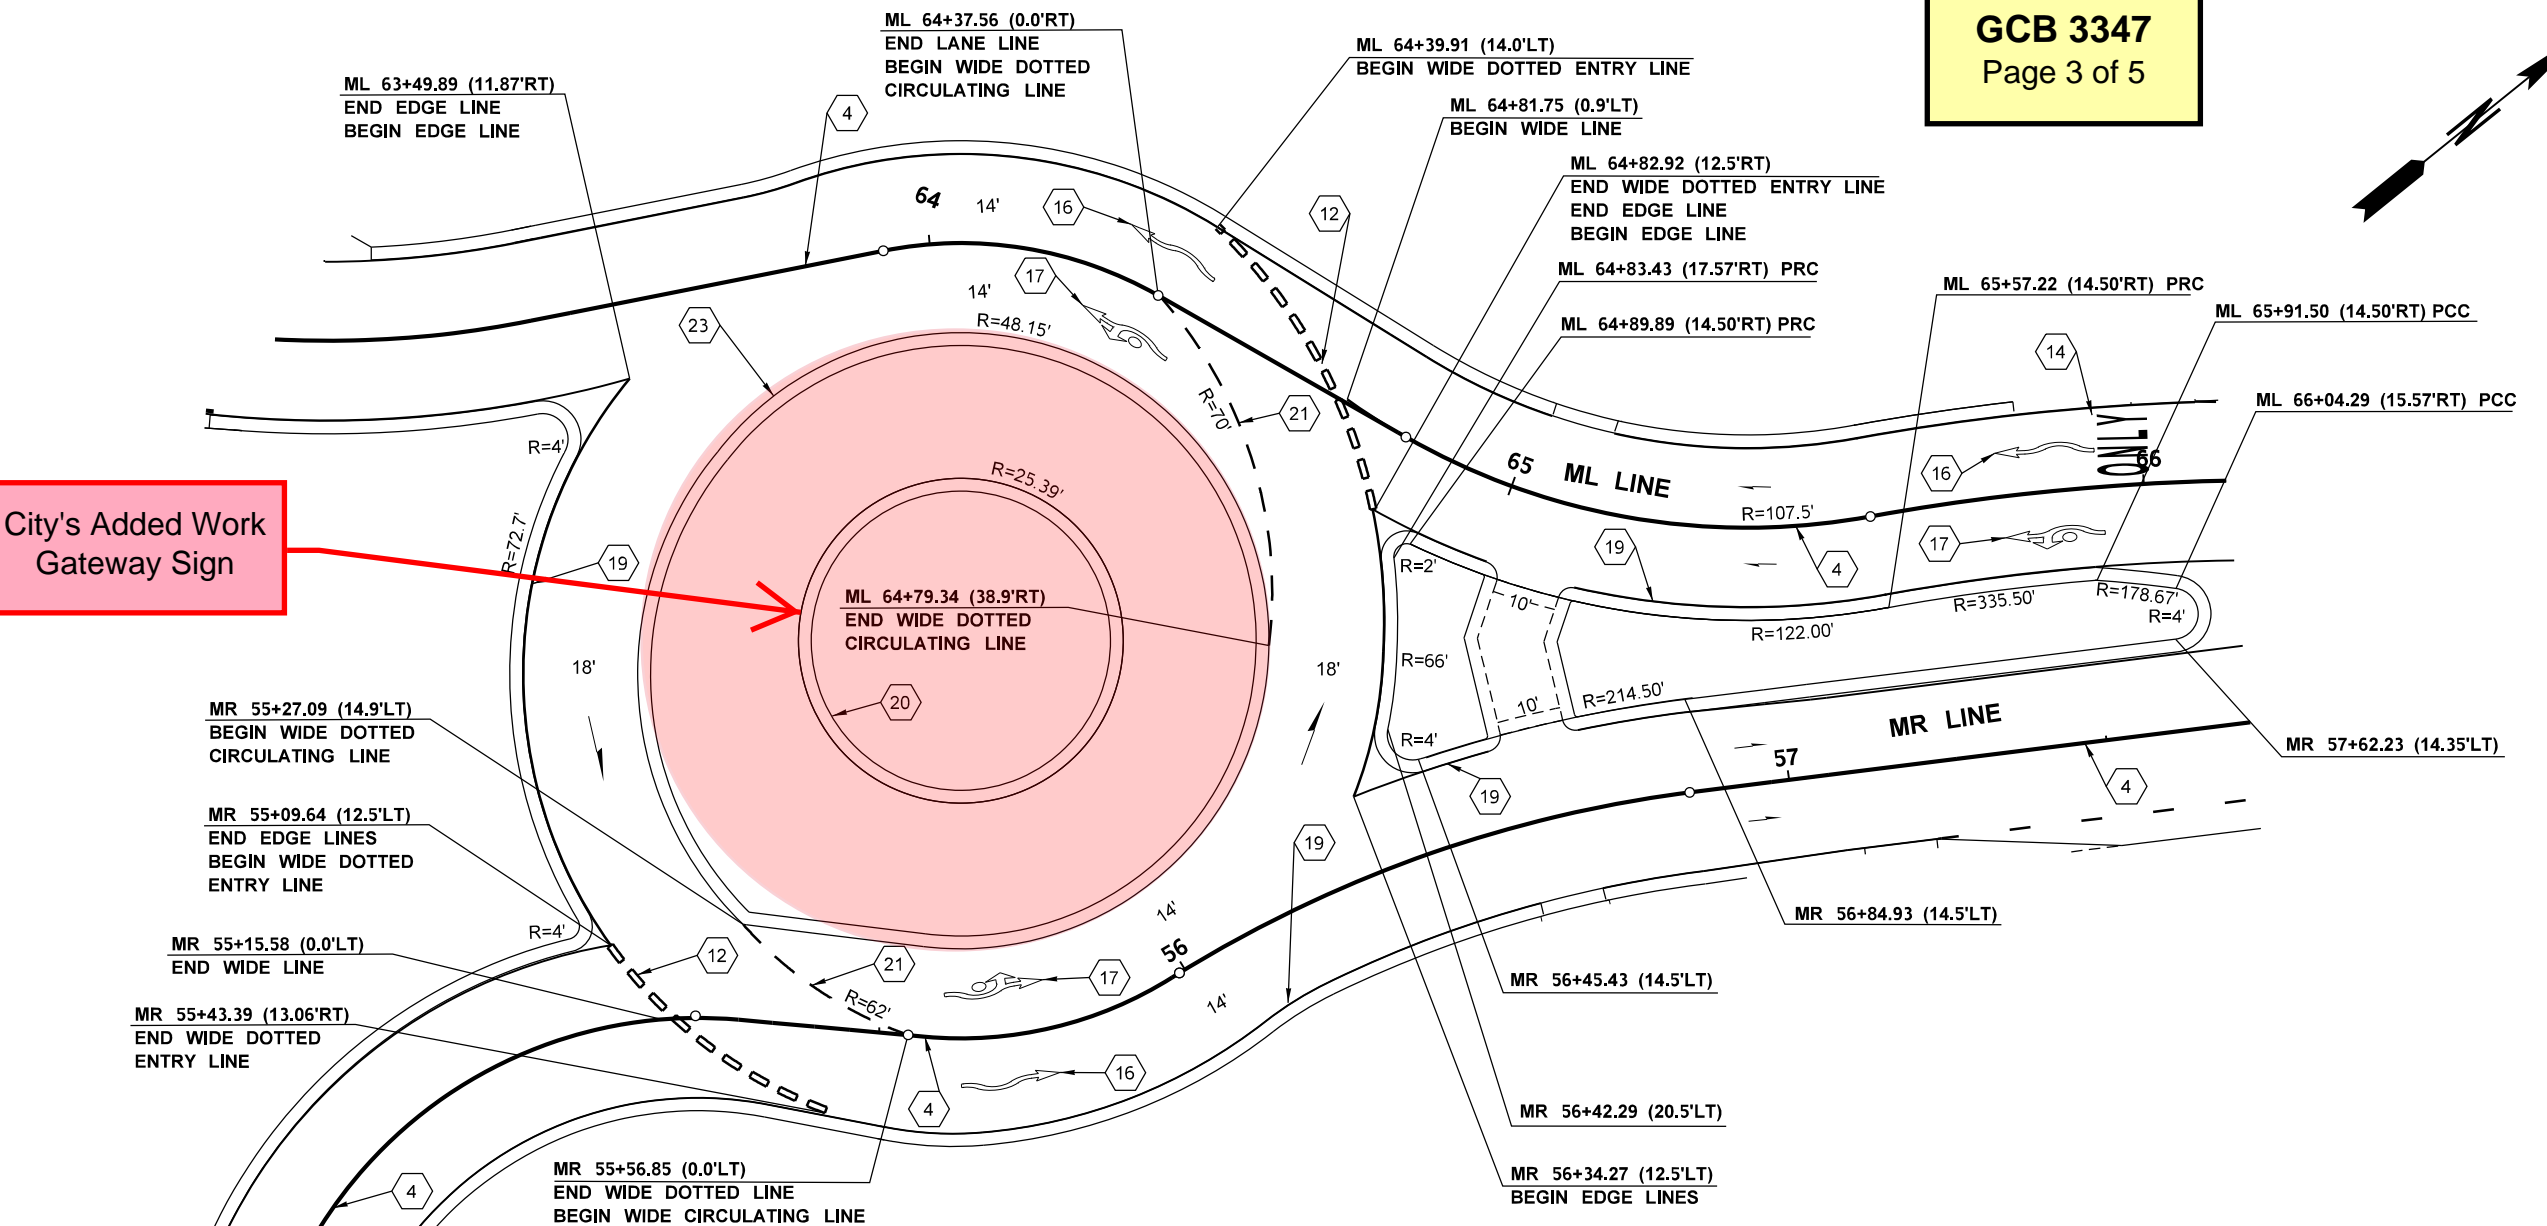 GCB 3347
Page 3 of 5
N
ML 64+37.56 (0.0'RT)
END LANE LINE
BEGIN WIDE DOTTED
CIRCULATING LINE
ML 64+39.91 (14.0'LT)
BEGIN WIDE DOTTED ENTRY LINE
ML 63+49.89 (11.87'RT)
END EDGE LINE
BEGIN EDGE LINE
ML 64+81.75 (0.9'LT)
BEGIN WIDE LINE
ML 64+82.92 (12.5'RT)
END WIDE DOTTED ENTRY LINE
END EDGE LINE
BEGIN EDGE LINE
ML 64+83.43 (17.57'RT) PRC
ML 64+89.89 (14.50'RT) PRC
ML 65+57.22 (14.50'RT) PRC
ML 65+91.50 (14.50'RT) PCC
ML 66+04.29 (15.57'RT) PCC
4
64
14'
16
12
17
14'
R=48.15'
23
R=70'
21
14
ONLY
66
16
65
ML LINE
R=107.5'
17
19
4
R=4'
R=25.39'
City's Added Work
Gateway Sign
R=72.7'
19
R=2'
10'
R=335.50'
R=178.67'
R=4'
R=122.00'
ML 64+79.34 (38.9'RT)
END WIDE DOTTED
CIRCULATING LINE
18'
18'
R=66'
20
R=214.50'
10'
R=4'
MR LINE
57
MR 57+62.23 (14.35'LT)
4
19
MR 55+27.09 (14.9'LT)
BEGIN WIDE DOTTED
CIRCULATING LINE
MR 55+09.64 (12.5'LT)
END EDGE LINES
BEGIN WIDE DOTTED
ENTRY LINE
19
14'
MR 56+84.93 (14.5'LT)
R=4'
MR 55+15.58 (0.0'LT)
END WIDE LINE
12
21
56
17
R=62'
14'
MR 56+45.43 (14.5'LT)
MR 55+43.39 (13.06'RT)
END WIDE DOTTED
ENTRY LINE
16
4
MR 56+42.29 (20.5'LT)
MR 55+56.85 (0.0'LT)
END WIDE DOTTED LINE
BEGIN WIDE CIRCULATING LINE
4
MR 56+34.27 (12.5'LT)
BEGIN EDGE LINES